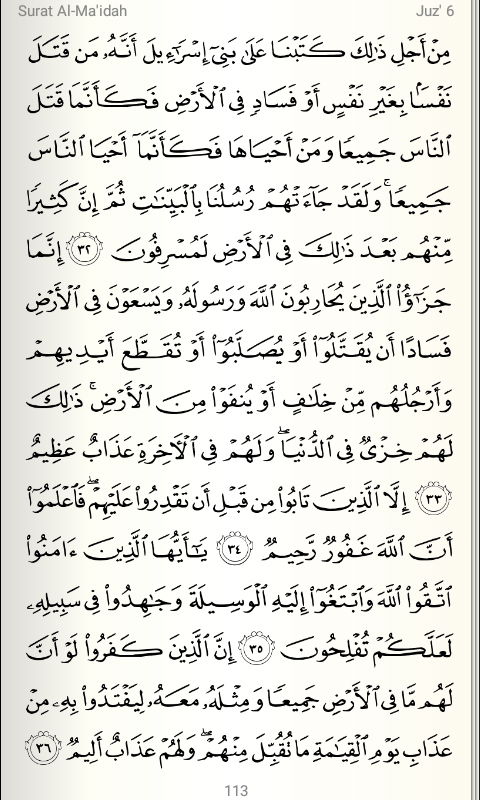 Surat Al-Ma'idah Juz' 6
مِنْ أَجْلِ ذَٰلِكَ كَتَبْنَا عَلَىٰ بَنِىٓ إِسْرَٰٓءِيلَ أَنَّهُۥ مَن قَتَلَ
نَفْسًۢا بِغَيْرِ نَفْسٍ أَوْ فَسَادٍ فِى ٱلْأَرْضِ فَكَأَنَّمَا قَتَلَ
ٱلنَّاسَ جَمِيعًا وَمَنْ أَحْيَاهَا فَكَأَنَّمَآ أَحْيَا ٱلنَّاسَ
جَمِيعًا ۚ وَلَقَدْ جَآءَتْهُمْ رُسُلُنَا بِٱلْبَيِّنَٰتِ ثُمَّ إِنَّ كَثِيرًا
مِّنْهُم بَعْدَ ذَٰلِكَ فِى ٱلْأَرْضِ لَمُسْرِفُونَ ٣٢ إِنَّمَا
جَزَٰٓؤُا۟ ٱلَّذِينَ يُحَارِبُونَ ٱللَّهَ وَرَسُولَهُۥ وَيَسْعَوْنَ فِى ٱلْأَرْضِ
فَسَادًا أَن يُقَتَّلُوٓا۟ أَوْ يُصَلَّبُوٓا۟ أَوْ تُقَطَّعَ أَيْدِيهِمْ
وَأَرْجُلُهُم مِّنْ خِلَٰفٍ أَوْ يُنفَوْا۟ مِنَ ٱلْأَرْضِ ۚ ذَٰلِكَ
لَهُمْ خِزْىٌ فِى ٱلدُّنْيَا ۖ وَلَهُمْ فِى ٱلْءَاخِرَةِ عَذَابٌ عَظِيمٌ
٣٣ إِلَّا ٱلَّذِينَ تَابُوا۟ مِن قَبْلِ أَن تَقْدِرُوا۟ عَلَيْهِمْ ۖ فَٱعْلَمُوٓا۟
أَنَّ ٱللَّهَ غَفُورٌ رَّحِيمٌ ٣٤ يَٰٓأَيُّهَا ٱلَّذِينَ ءَامَنُوا۟
ٱتَّقُوا۟ ٱللَّهَ وَٱبْتَغُوٓا۟ إِلَيْهِ ٱلْوَسِيلَةَ وَجَٰهِدُوا۟ فِى سَبِيلِهِۦ
لَعَلَّكُمْ تُفْلِحُونَ ٣٥ إِنَّ ٱلَّذِينَ كَفَرُوا۟ لَوْ أَنَّ
لَهُم مَّا فِى ٱلْأَرْضِ جَمِيعًا وَمِثْلَهُۥ مَعَهُۥ لِيَفْتَدُوا۟ بِهِۦ مِنْ
عَذَابِ يَوْمِ ٱلْقِيَٰمَةِ مَا تُقُبِّلَ مِنْهُمْ ۖ وَلَهُمْ عَذَابٌ أَلِيمٌ ٣٦
113